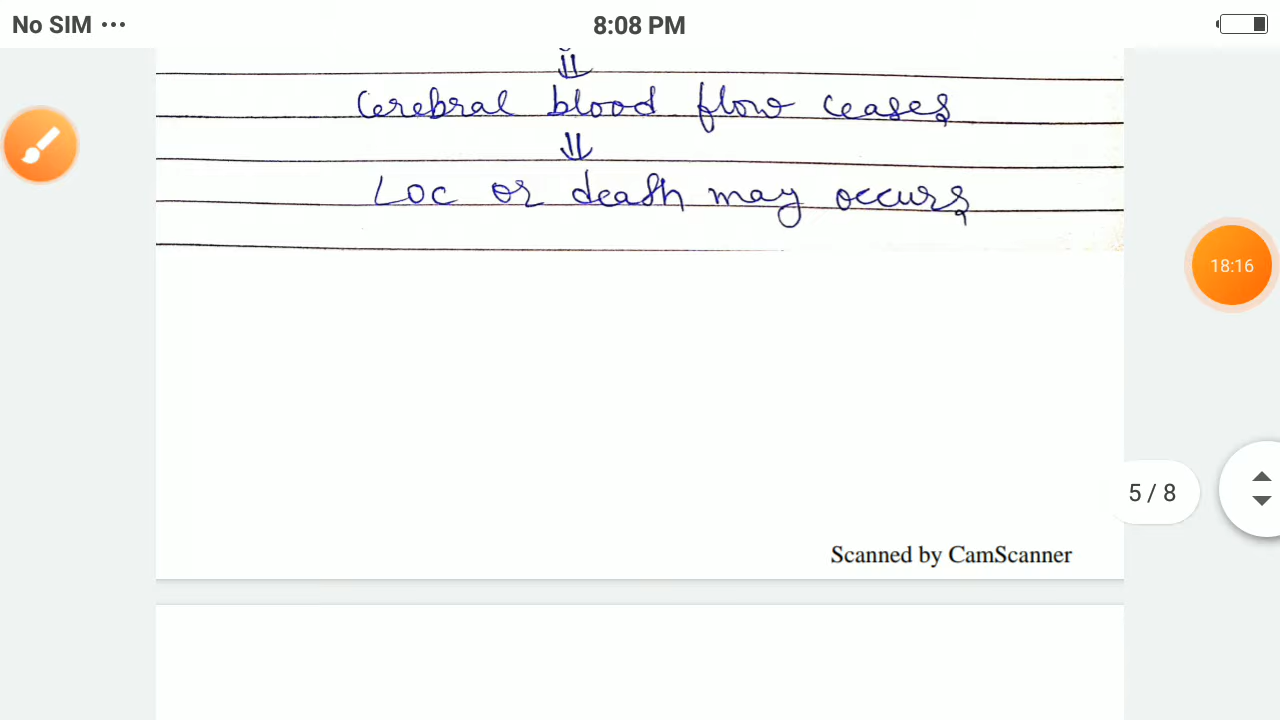 No SIM •••
8:08 PM
⇓
Cerebral blood flow ceases
⇓
LOC or death may occurs
18:16
5 / 8
Scanned by CamScanner